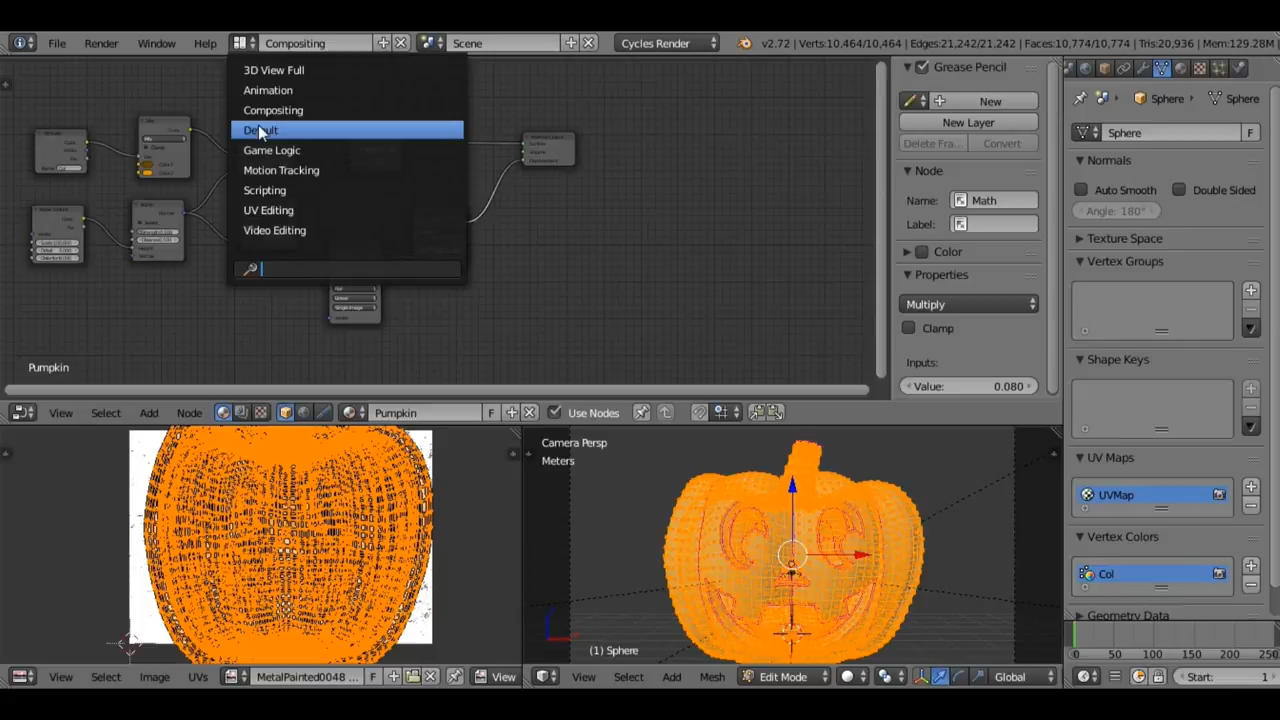 File Render Window Help Compositing Scene Cycles Render v2.72 | Verts:10,464/10,464 | Edges:21,242/21,242 | Faces:10,774/10,774 | Tris:20,936 | Mem:129.28M
3D View Full
Animation
Compositing
Default
Game Logic
Motion Tracking
Scripting
UV Editing
Video Editing
Pumpkin
Grease Pencil
New
New Layer
Delete Fra... Convert
Node
Name: Math
Label:
Color
Properties
Multiply
Clamp
Inputs:
Value: 0.080
Sphere Sphere
Sphere F
Normals
Auto Smooth Double Sided
Angle: 180°
Texture Space
Vertex Groups
Shape Keys
UV Maps
UVMap
Vertex Colors
Col
Geometry Data
View Select Add Node Pumpkin F Use Nodes
Camera Persp
Meters
(1) Sphere
0 50 100 150 200 250
View Select Image UVs MetalPainted0048 ... F View
View Select Add Mesh Edit Mode Global
Start: 1